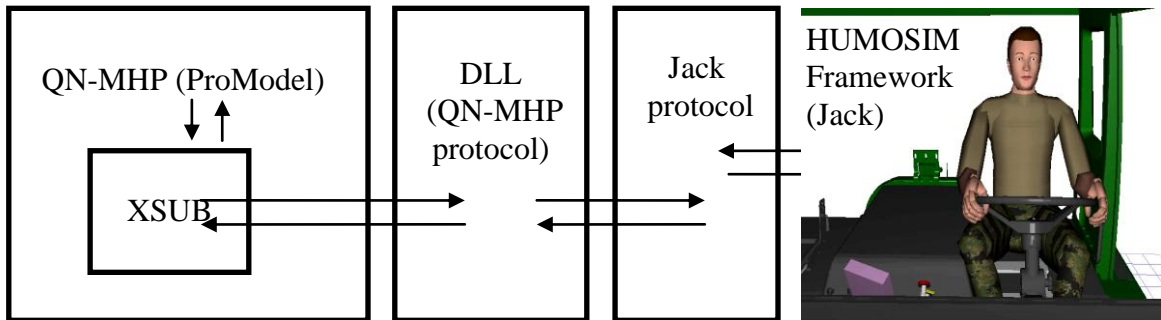 QN-MHP (ProModel)
XSUB
DLL
(QN-MHP
protocol)
Jack
protocol
HUMOSIM
Framework
(Jack)